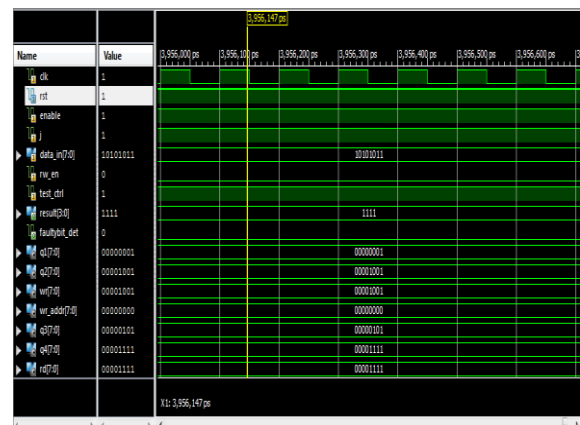 3,956,147 ps
Name Value 3,956,000 ps 3,956,100 ps 3,956,200 ps 3,956,300 ps 3,956,400 ps 3,956,500 ps 3,956,600 ps 3
clk 1
rst 1
enable 1
j 1
data_in[7:0] 10101011 10101011
rw_en 0
test_ctrl 1
result[3:0] 1111 1111
faultybit_det 0
q1[7:0] 00000001 00000001
q2[7:0] 00001001 00001001
wr[7:0] 00001001 00001001
wr_addr[7:0] 00000000 00000000
q3[7:0] 00000101 00000101
q4[7:0] 00001111 00001111
rd[7:0] 00001111 00001111
X1: 3,956,147 ps